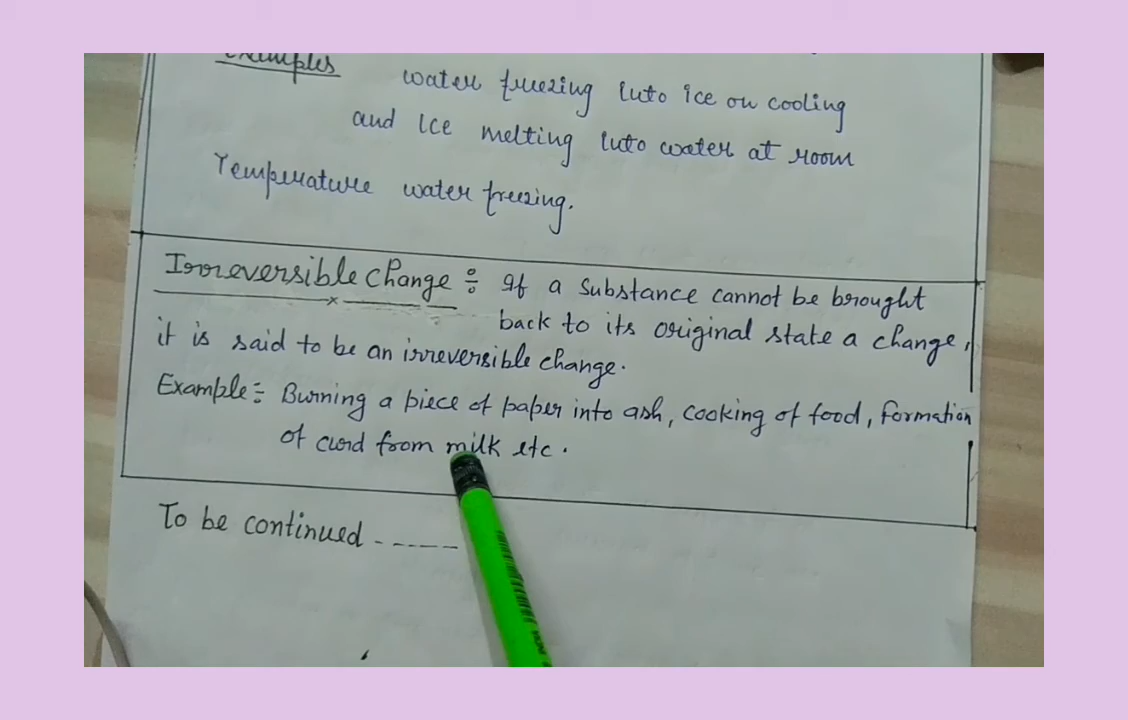 Examples
water freezing into ice on cooling
and Ice melting into water at room
Temperature water freezing.
Irreversible Change ÷ If a substance cannot be brought
back to its original state a change,
it is said to be an irreversible change.
Example ÷ Burning a piece of paper into ash, cooking of food, formation
of curd from milk etc.
To be continued -----